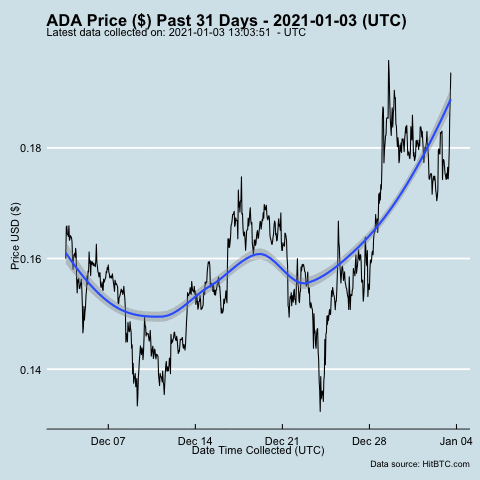 ADA Price ($) Past 31 Days - 2021-01-03 (UTC)
Latest data collected on: 2021-01-03 13:03:51 - UTC
0.18
0.16
0.14
Price USD ($)
Dec 07 Dec 14 Dec 21 Dec 28 Jan 04
Date Time Collected (UTC)
Data source: HitBTC.com